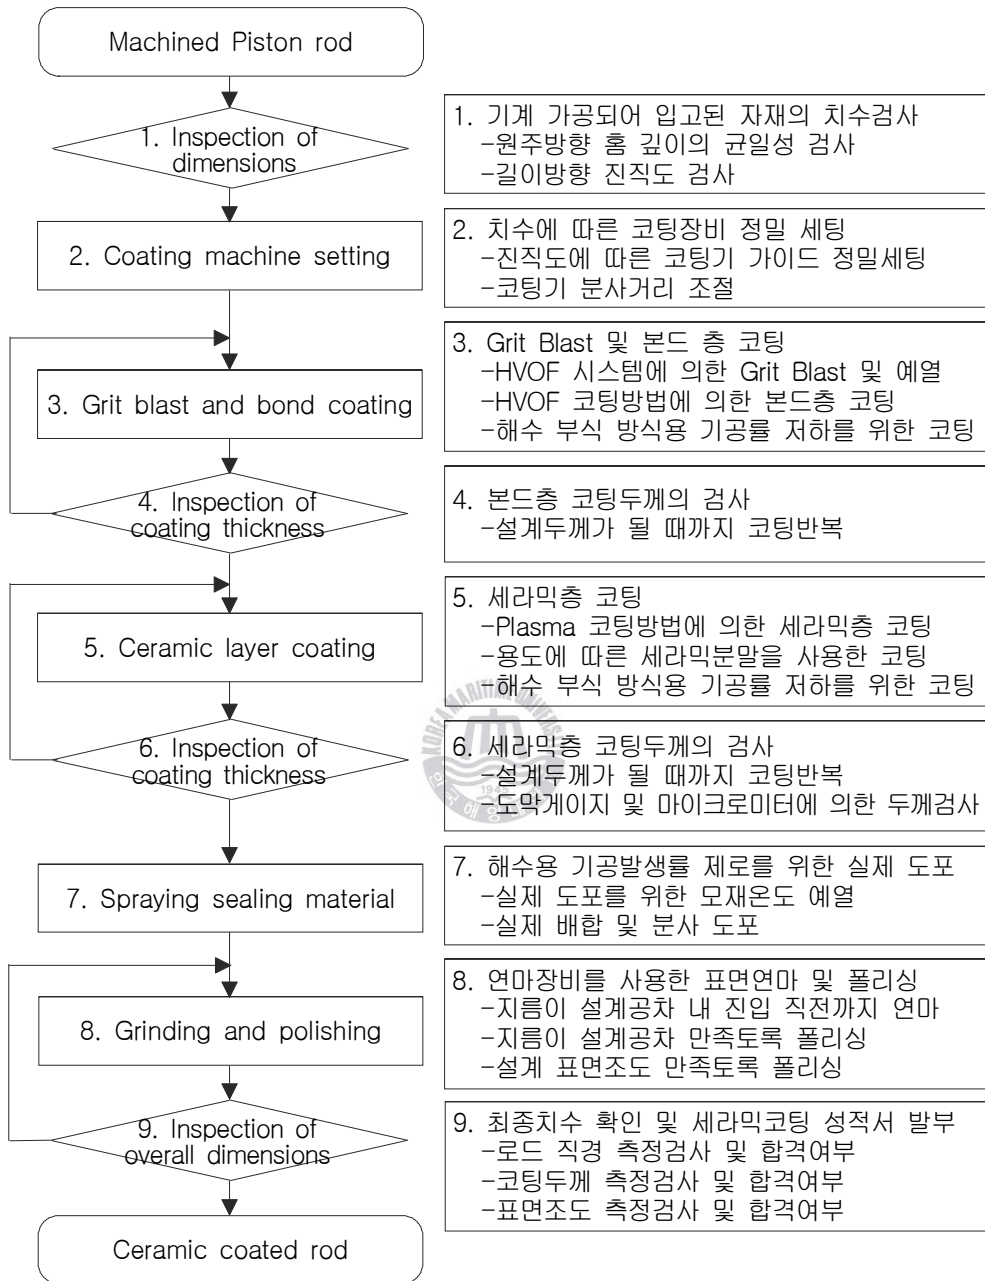 Machined Piston rod
1. Inspection of
dimensions
2. Coating machine setting
3. Grit blast and bond coating
4. Inspection of
coating thickness
5. Ceramic layer coating
6. Inspection of
coating thickness
7. Spraying sealing material
8. Grinding and polishing
9. Inspection of
overall dimensions
Ceramic coated rod
1. 기계 가공되어 입고된 자재의 치수검사
-원주방향 홈 깊이의 균일성 검사
-길이방향 진직도 검사
2. 치수에 따른 코팅장비 정밀 세팅
-진직도에 따른 코팅기 가이드 정밀세팅
-코팅기 분사거리 조절
3. Grit Blast 및 본드 층 코팅
-HVOF 시스템에 의한 Grit Blast 및 예열
-HVOF 코팅방법에 의한 본드층 코팅
-해수 부식 방식용 기공률 저하를 위한 코팅
4. 본드층 코팅두께의 검사
-설계두께가 될 때까지 코팅반복
5. 세라믹층 코팅
-Plasma 코팅방법에 의한 세라믹층 코팅
-용도에 따른 세라믹분말을 사용한 코팅
-해수 부식 방식용 기공률 저하를 위한 코팅
6. 세라믹층 코팅두께의 검사
-설계두께가 될 때까지 코팅반복
-도막게이지 및 마이크로미터에 의한 두께검사
7. 해수용 기공발생률 제로를 위한 실제 도포
-실제 도포를 위한 모재온도 예열
-실제 배합 및 분사 도포
8. 연마장비를 사용한 표면연마 및 폴리싱
-지름이 설계공차 내 진입 직전까지 연마
-지름이 설계공차 만족토록 폴리싱
-설계 표면조도 만족토록 폴리싱
9. 최종치수 확인 및 세라믹코팅 성적서 발부
-로드 직경 측정검사 및 합격여부
-코팅두께 측정검사 및 합격여부
-표면조도 측정검사 및 합격여부
1945